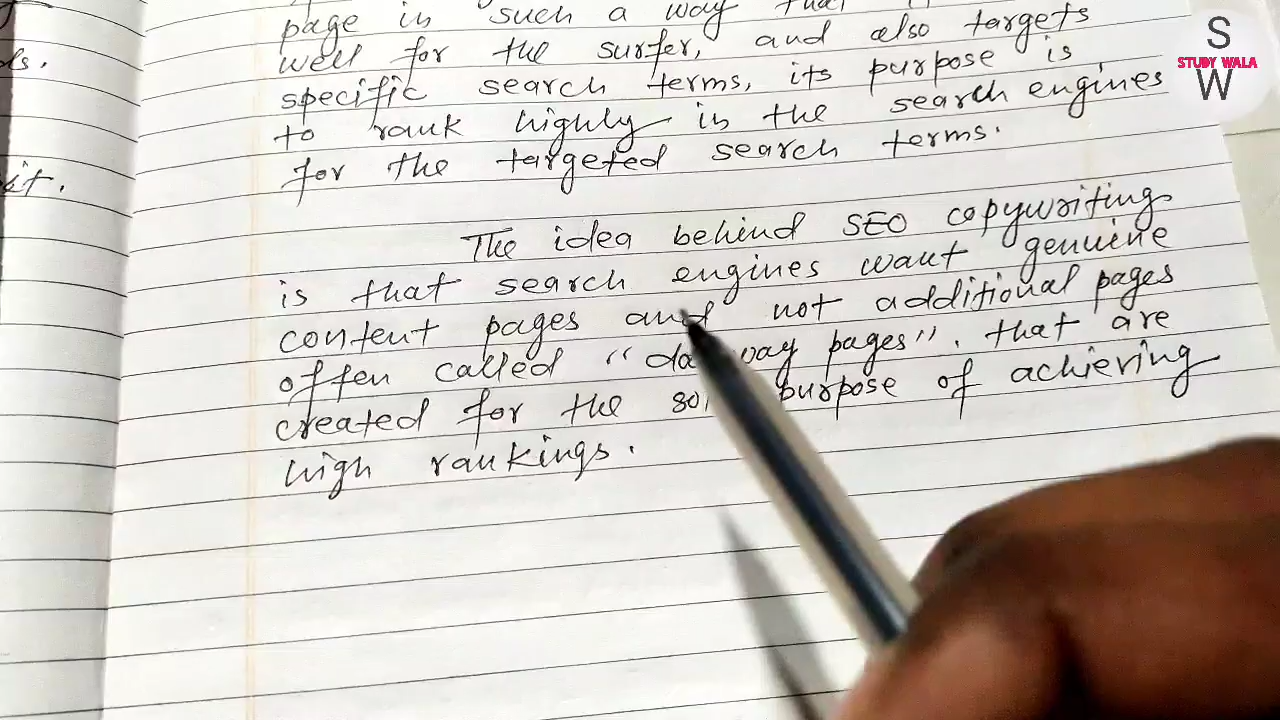 page in such a way that
well for the surfer, and also targets
specific search terms, its purpose is
to rank highly in the search engines
for the targeted search terms.
The idea behind SEO copywriting
is that search engines want genuine
content pages and not additional pages
often called " pages". that are
created for the purpose of achieving
high rankings.
S
STUDY WALA
W